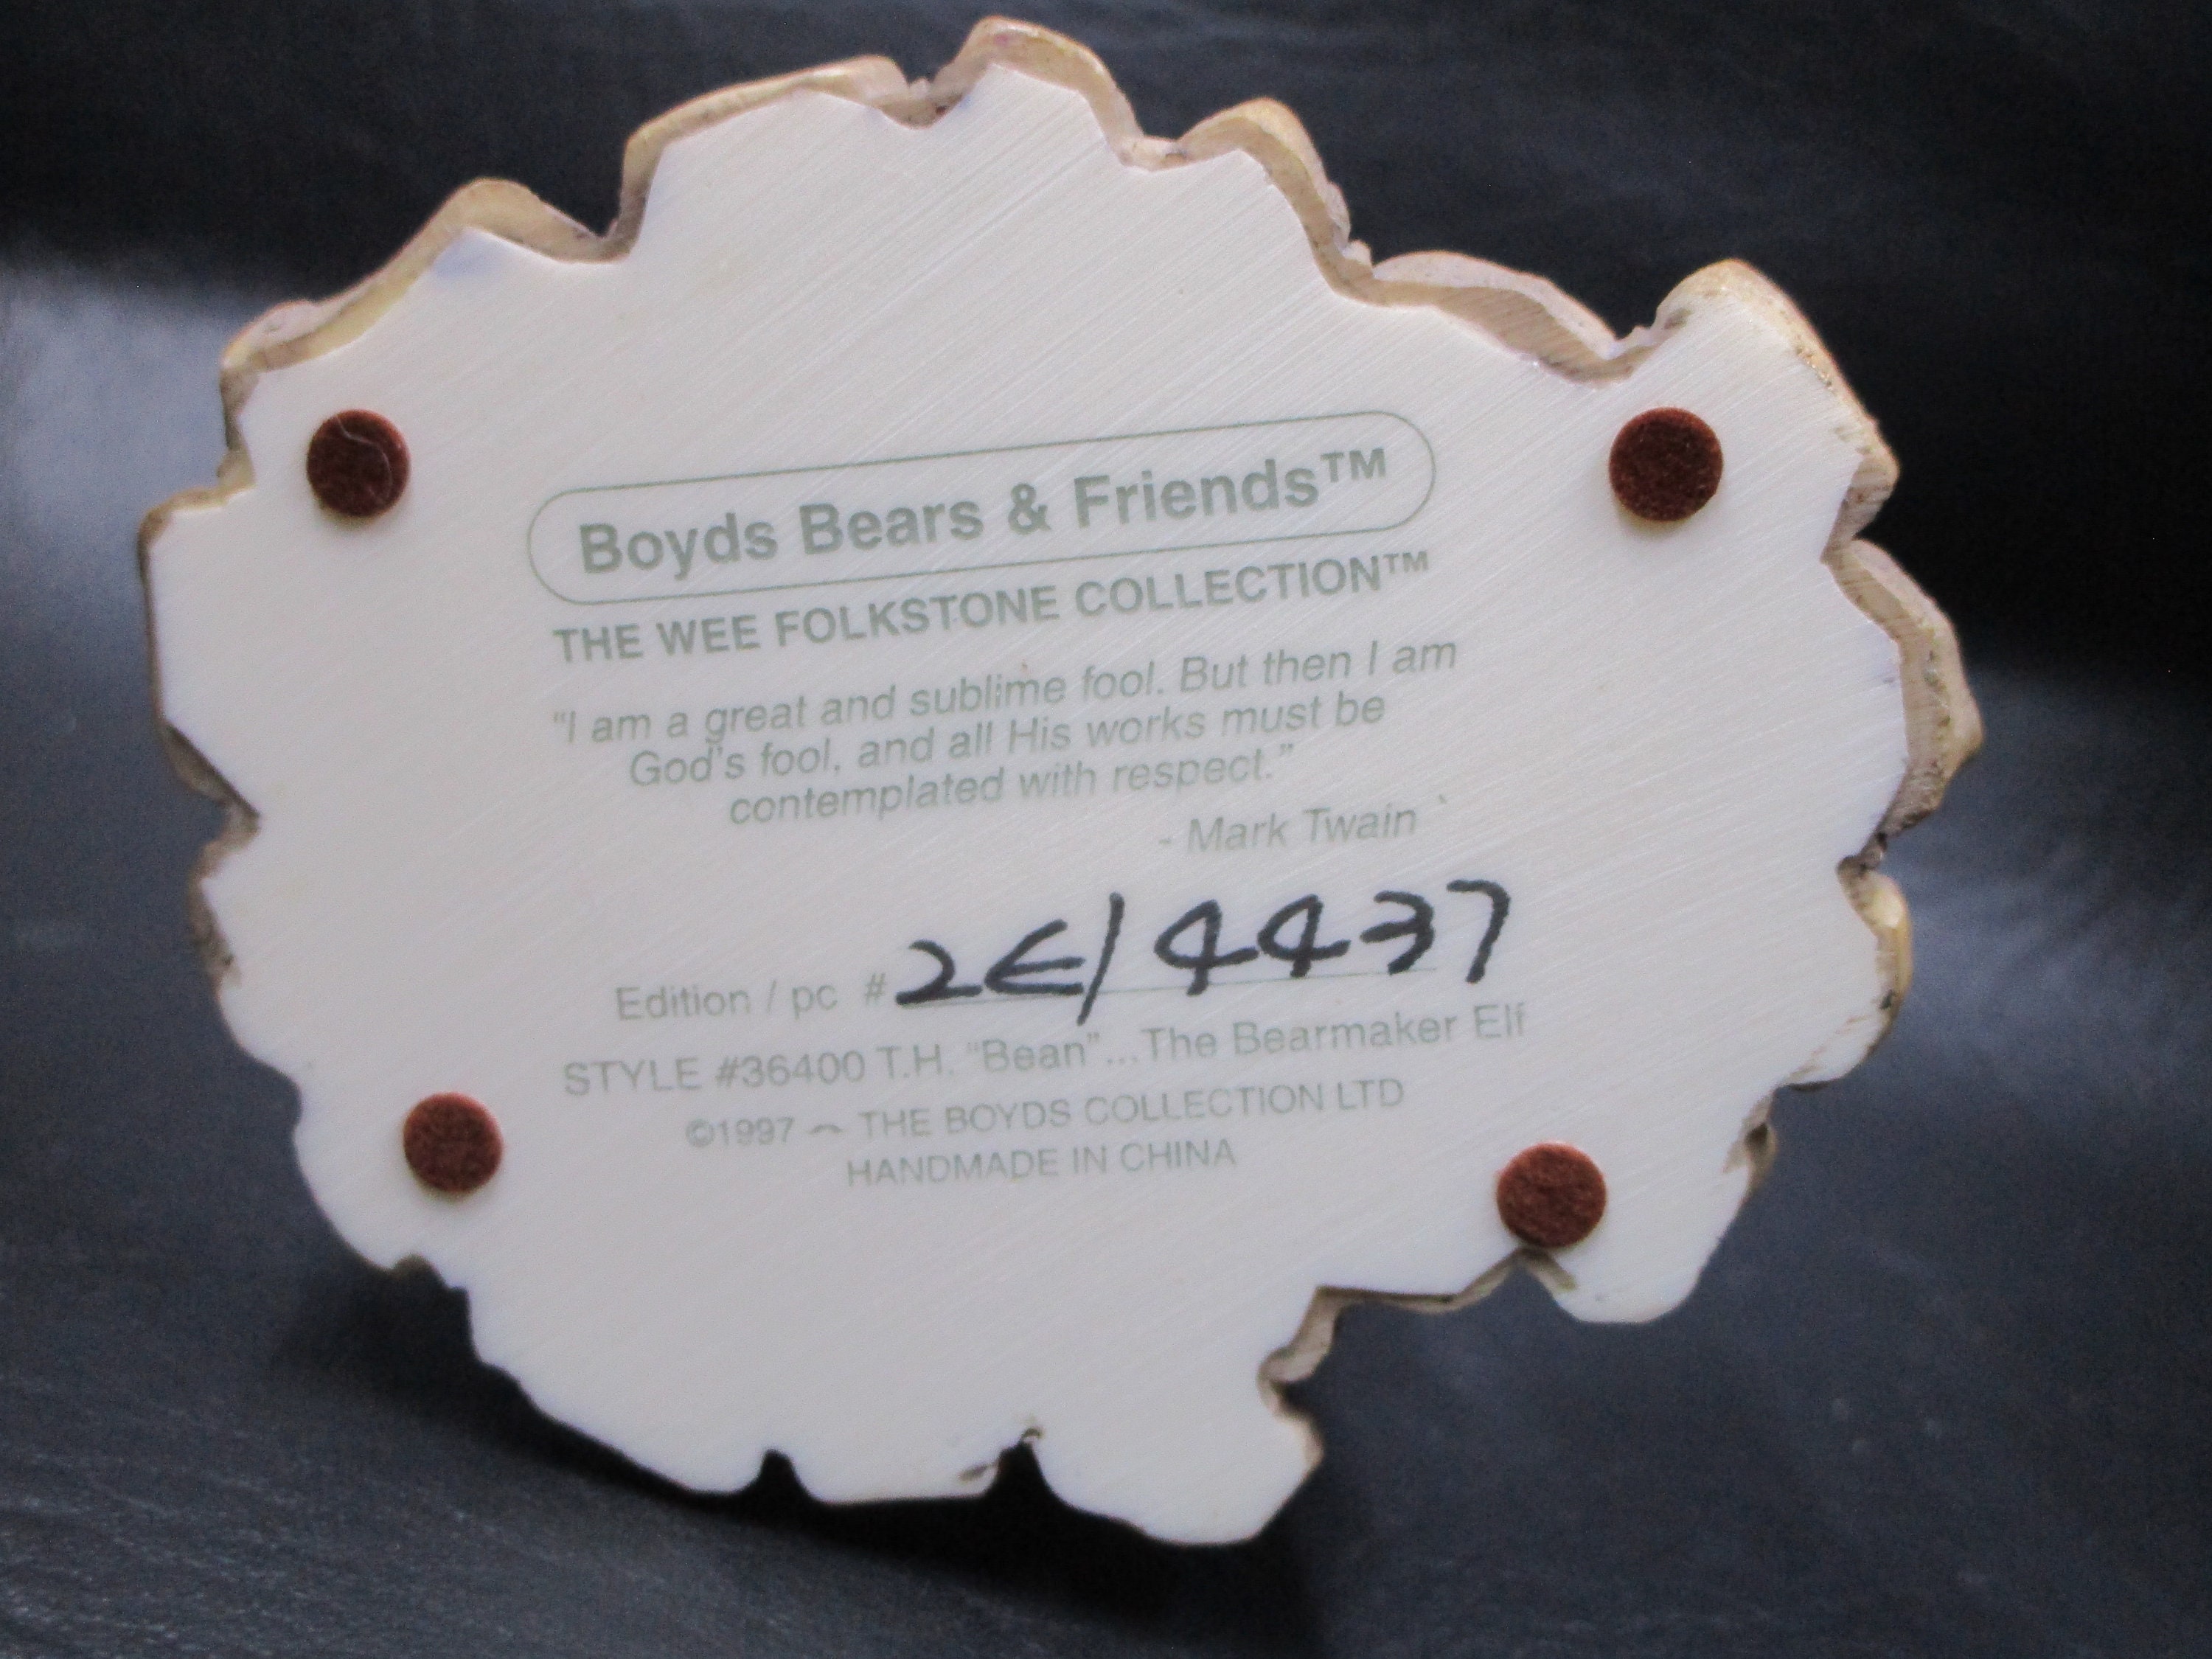 Boyds Bears & Friends™
THE WEE FOLKSTONE COLLECTION™
“I am a great and sublime fool. But then I am
God's fool, and all His works must be
contemplated with respect.”
- Mark Twain
Edition / pc # 2E/4437
STYLE #36400 T.H. “Bean”...The Bearmaker Elf
©1997 ~ THE BOYDS COLLECTION LTD
HANDMADE IN CHINA